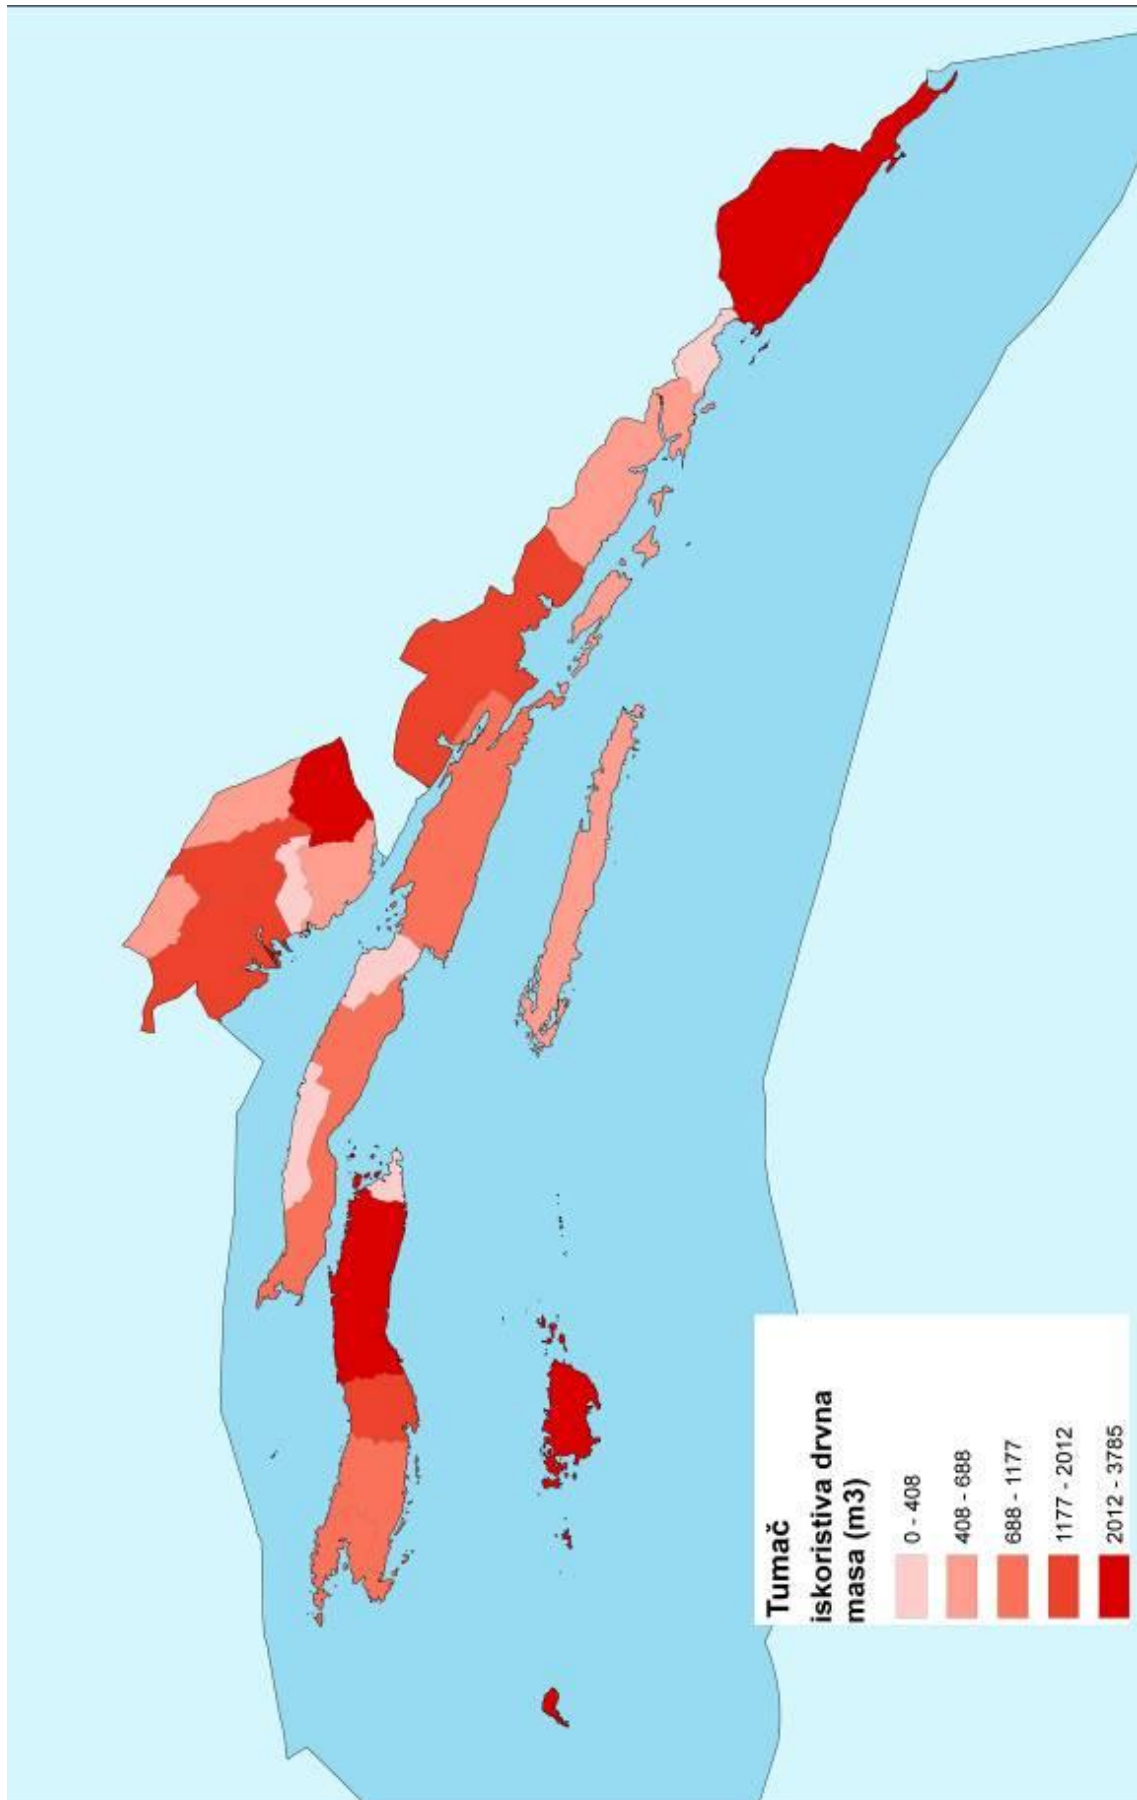 Tumač
iskoristiva drvna
masa (m3)
0 - 408
408 - 688
688 - 1177
1177 - 2012
2012 - 3785